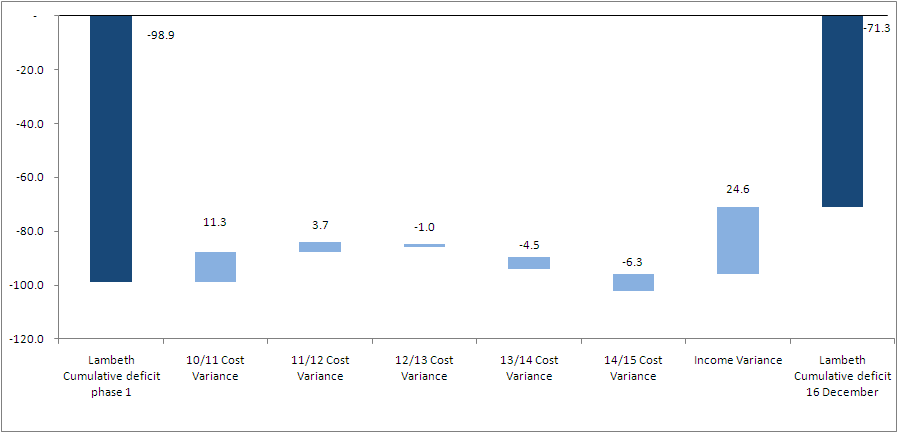 -
-20.0
-40.0
-60.0
-80.0
-100.0
-120.0
-98.9
11.3
3.7
-1.0
-4.5
-6.3
24.6
-71.3
Lambeth
Cumulative deficit
phase 1
10/11 Cost
Variance
11/12 Cost
Variance
12/13 Cost
Variance
13/14 Cost
Variance
14/15 Cost
Variance
Income Variance
Lambeth
Cumulative deficit
16 December